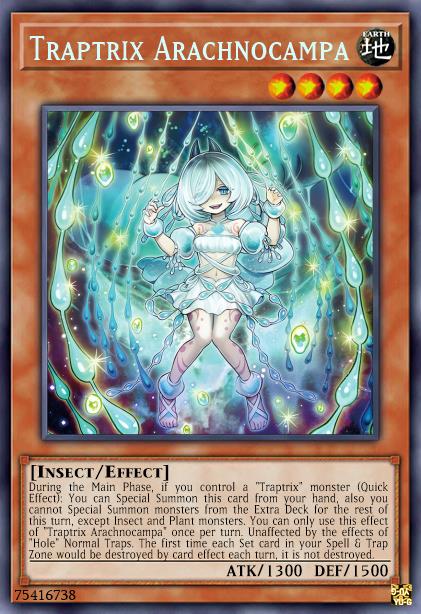 TRAPTRIX ARACHNOCAMPA
EARTH
地
[INSECT/EFFECT]
During the Main Phase, if you control a "Traptrix" monster (Quick
Effect): You can Special Summon this card from your hand, also you
cannot Special Summon monsters from the Extra Deck for the rest of
this turn, except Insect and Plant monsters. You can only use this effect
of "Traptrix Arachnocampa" once per turn. Unaffected by the effects of
"Hole" Normal Traps. The first time each Set card in your Spell & Trap
Zone would be destroyed by card effect each turn, it is not destroyed.
ATK/1300 DEF/1500
75416738